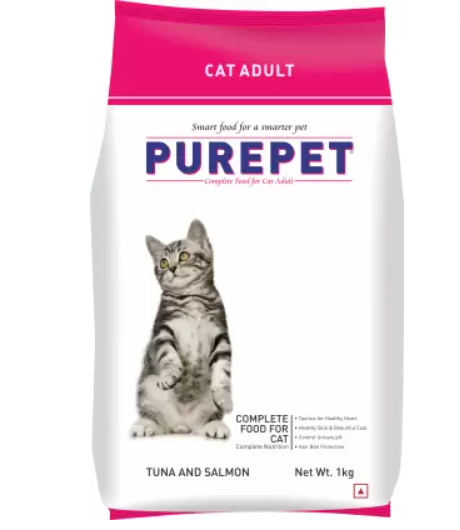 CAT ADULT
Smart food for a smarter pet
PUREPET
Complete Food for Cat Adult
COMPLETE
FOOD FOR
CAT
Complete Nutrition
• Taurine for Healthy Heart
• Healthy Skin & Beautiful Coat
• Control Urinary pH
• Hair Ball Protection
TUNA AND SALMON
Net Wt. 1kg